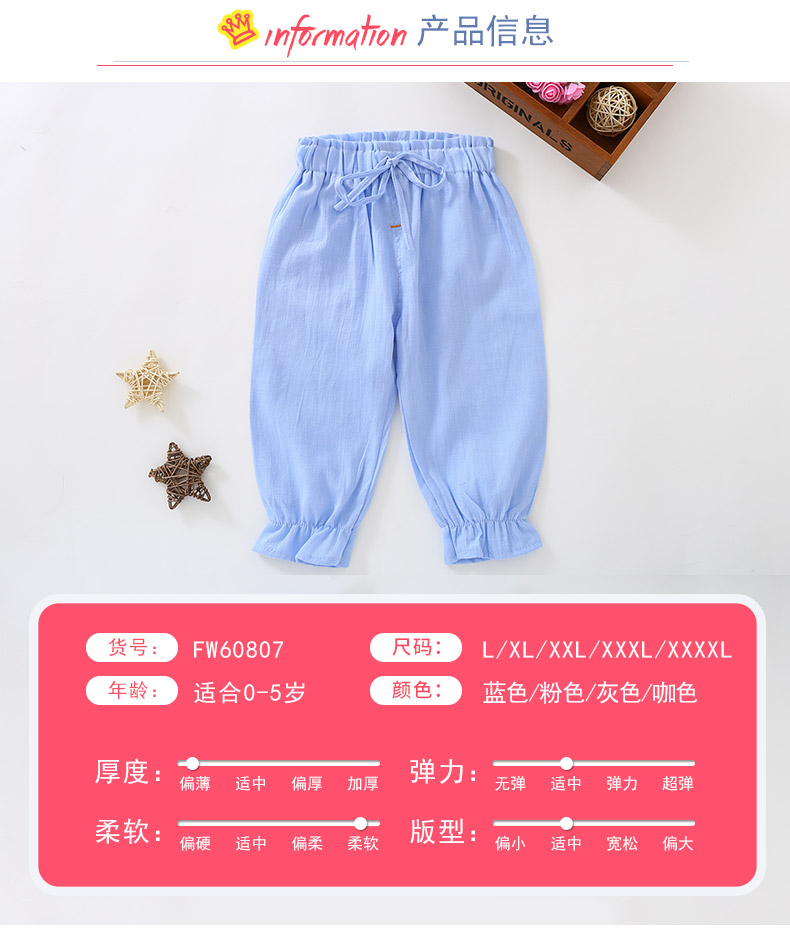 information 产品信息
ORIGINALS
货号： FW60807 尺码： L/XL/XXL/XXXL/XXXXL
年龄： 适合0-5岁 颜色： 蓝色/粉色/灰色/咖色
厚度： 偏薄 适中 偏厚 加厚 弹力： 无弹 适中 弹力 超弹
柔软： 偏硬 适中 偏柔 柔软 版型： 偏小 适中 宽松 偏大